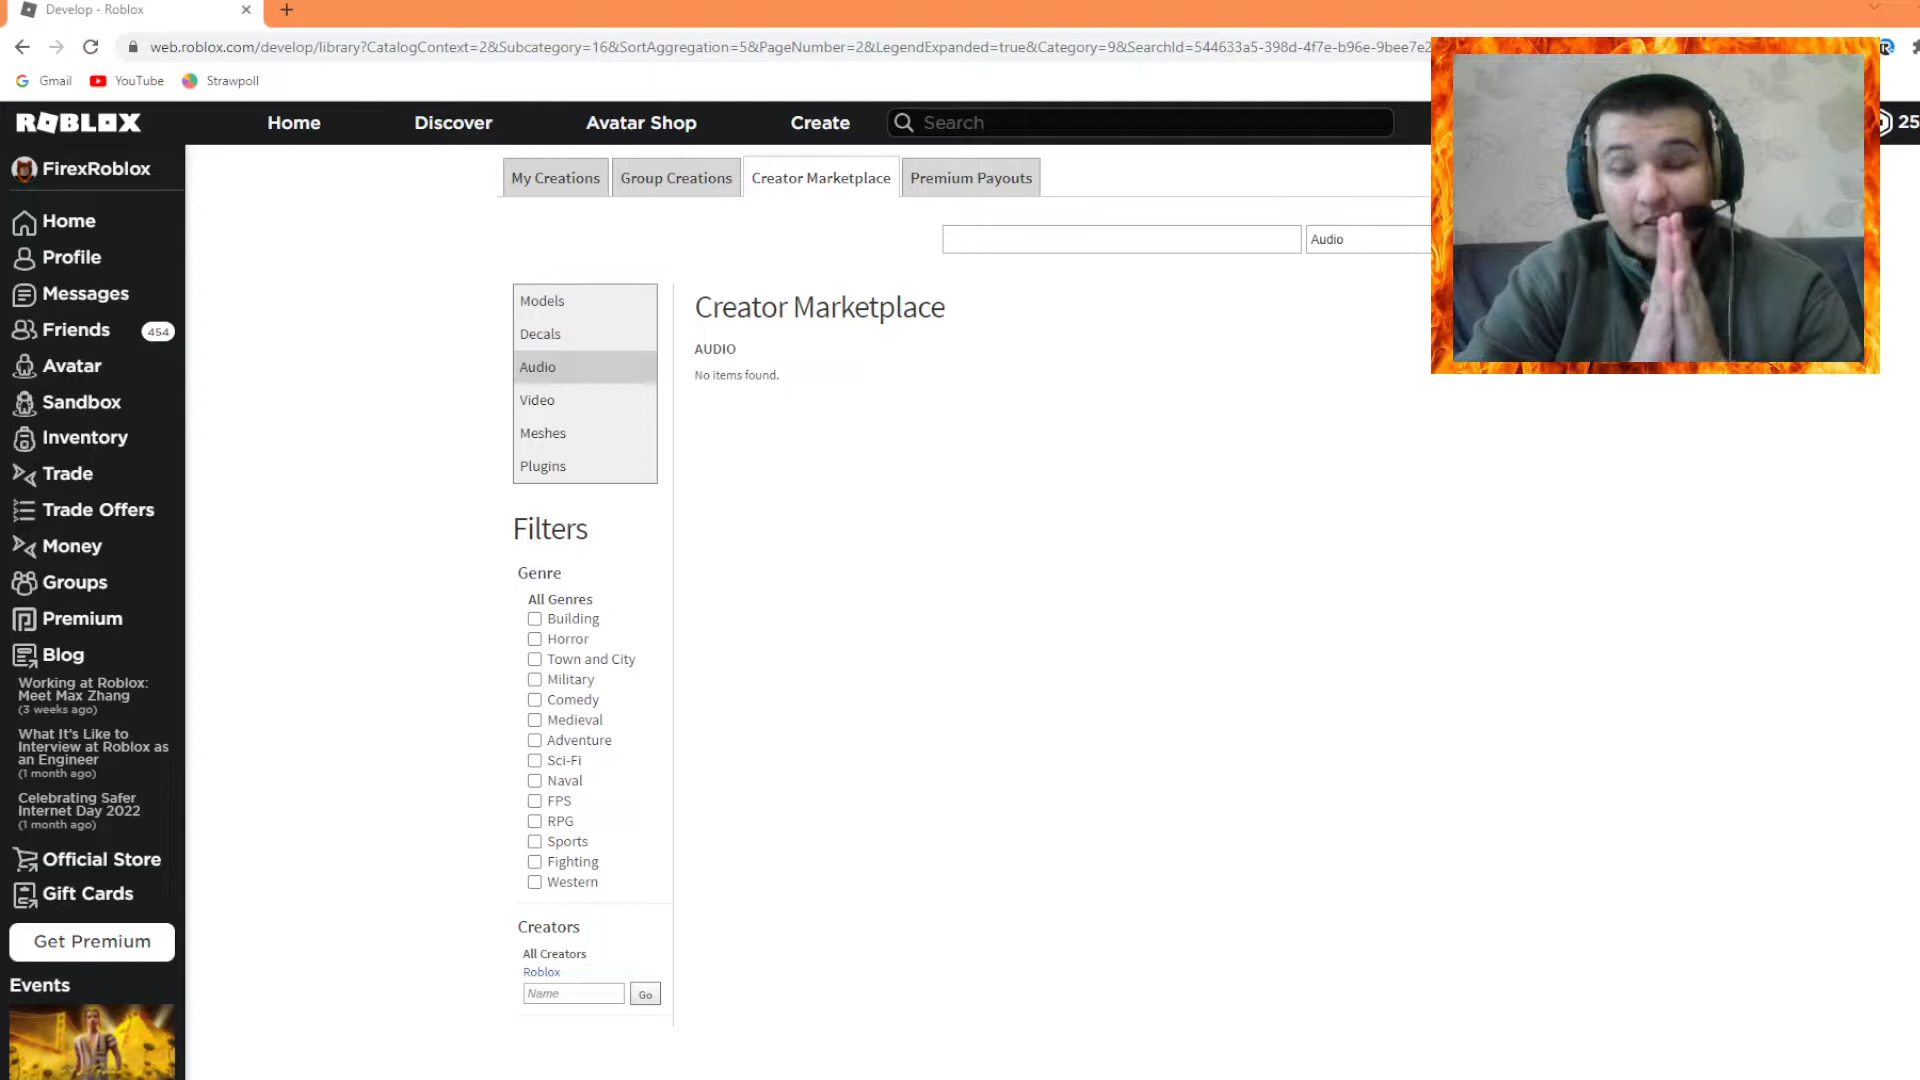 Develop - Roblox
web.roblox.com/develop/library?CatalogContext=2&Subcategory=16&SortAggregation=5&PageNumber=2&LegendExpanded=true&Category=9&SearchId=544633a5-398d-4f7e-b96e-9bee7e2
Gmail YouTube Strawpoll
ROBLOX Home Discover Avatar Shop Create Search 25
FirexRoblox
My Creations Group Creations Creator Marketplace Premium Payouts
Audio
Home
Profile
Messages
Friends 454
Avatar
Sandbox
Inventory
Trade
Trade Offers
Money
Groups
Premium
Blog
Working at Roblox:
Meet Max Zhang
(3 weeks ago)
What It's Like to
Interview at Roblox as
an Engineer
(1 month ago)
Celebrating Safer
Internet Day 2022
(1 month ago)
Official Store
Gift Cards
Get Premium
Events
Models
Decals
Audio
Video
Meshes
Plugins
Filters
Genre
All Genres
Building
Horror
Town and City
Military
Comedy
Medieval
Adventure
Sci-Fi
Naval
FPS
RPG
Sports
Fighting
Western
Creators
All Creators
Roblox
Name Go
Creator Marketplace
AUDIO
No items found.